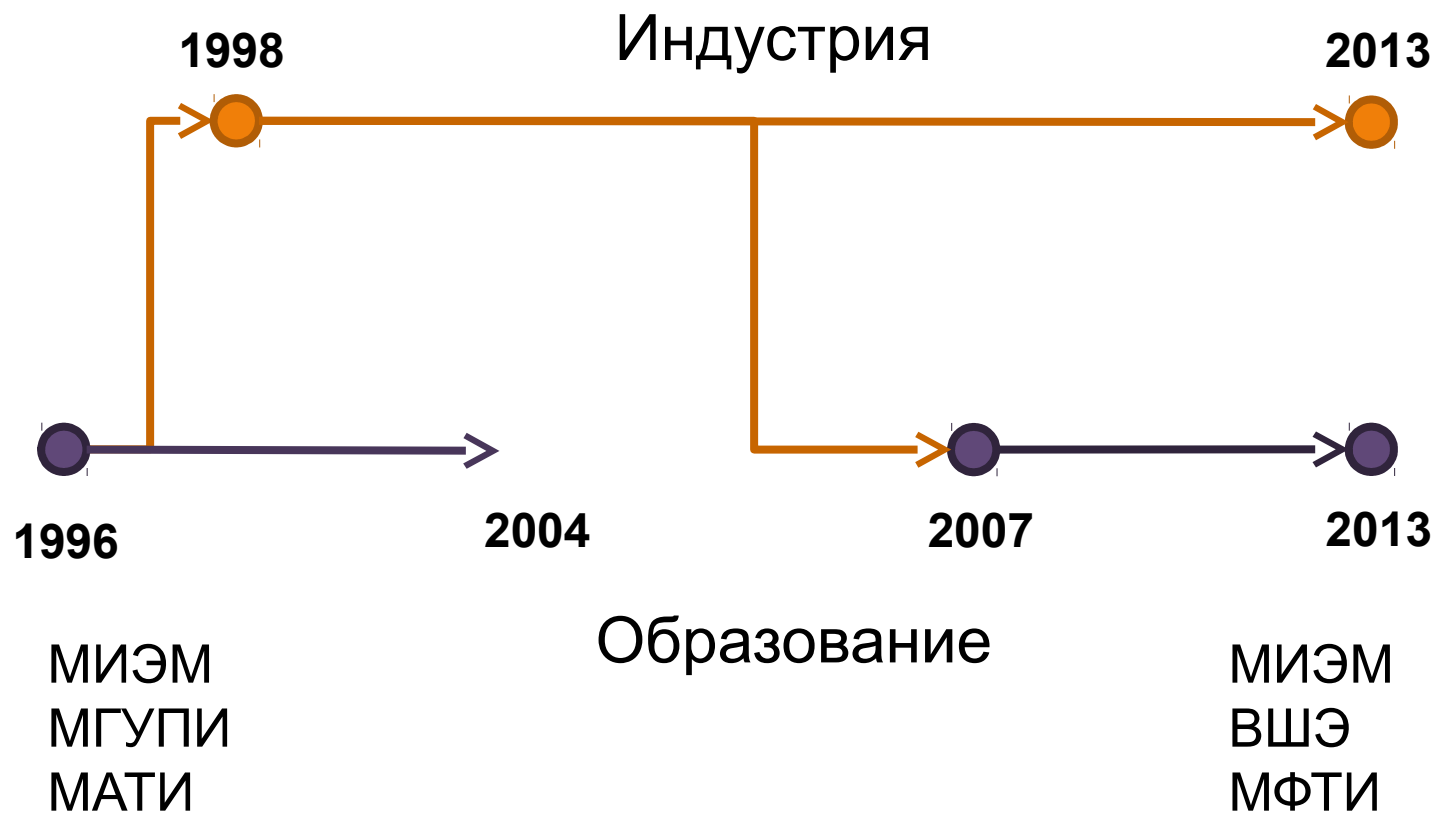 Индустрия
1998
2013
1996
2004
2007
2013
Образование
МИЭМ
МГУПИ
МАТИ
МИЭМ
ВШЭ
МФТИ